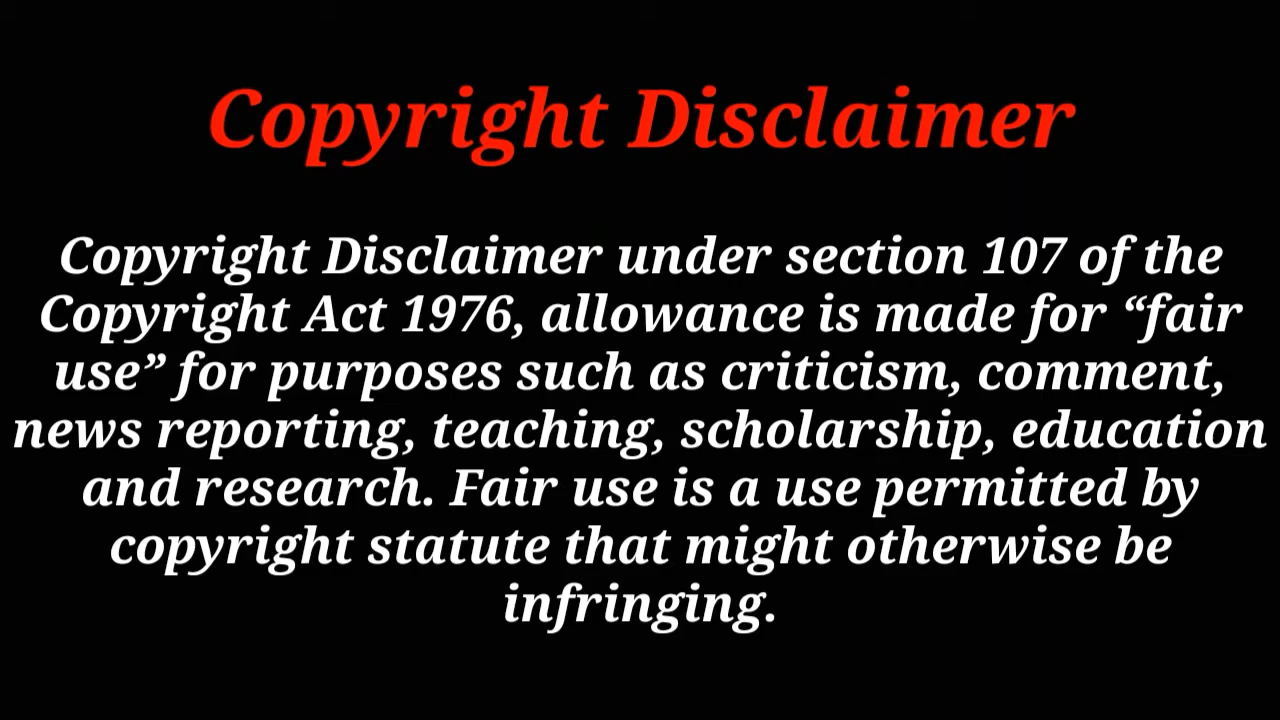 Copyright Disclaimer
Copyright Disclaimer under section 107 of the
Copyright Act 1976, allowance is made for “fair
use” for purposes such as criticism, comment,
news reporting, teaching, scholarship, education
and research. Fair use is a use permitted by
copyright statute that might otherwise be
infringing.